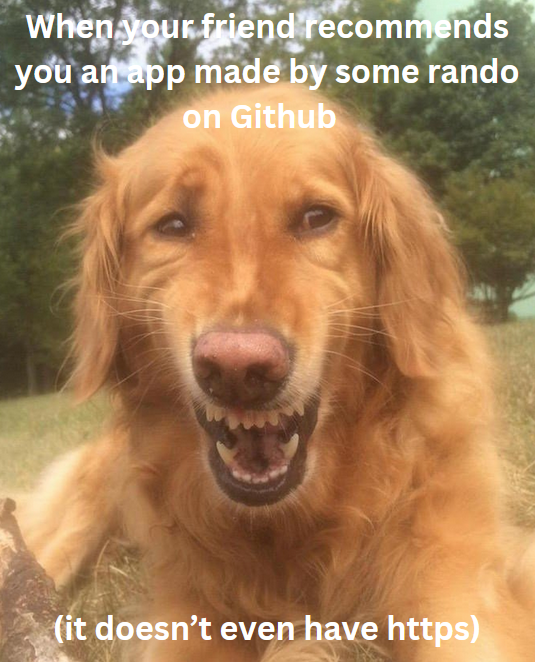 When your friend recommends
you an app made by some rando
on Github
(it doesn’t even have https)